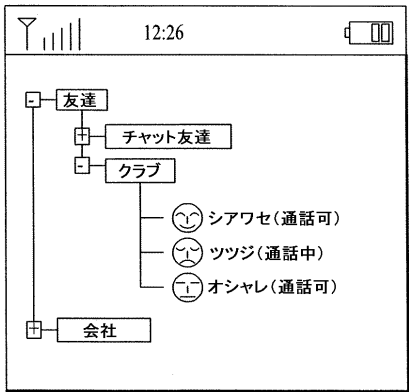 12:26
友達
チャット友達
クラブ
シアワセ(通話可)
ツツジ(通話中)
オシャレ(通話可)
会社